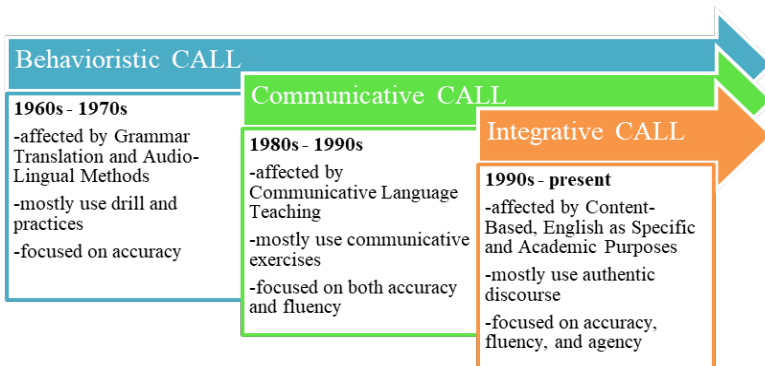 Behavioristic CALL
1960s - 1970s
-affected by Grammar
Translation and Audio-
Lingual Methods
-mostly use drill and
practices
-focused on accuracy
Communicative CALL
1980s - 1990s
-affected by
Communicative Language
Teaching
-mostly use communicative
exercises
-focused on both accuracy
and fluency
Integrative CALL
1990s - present
-affected by Content-
Based, English as Specific
and Academic Purposes
-mostly use authentic
discourse
-focused on accuracy,
fluency, and agency